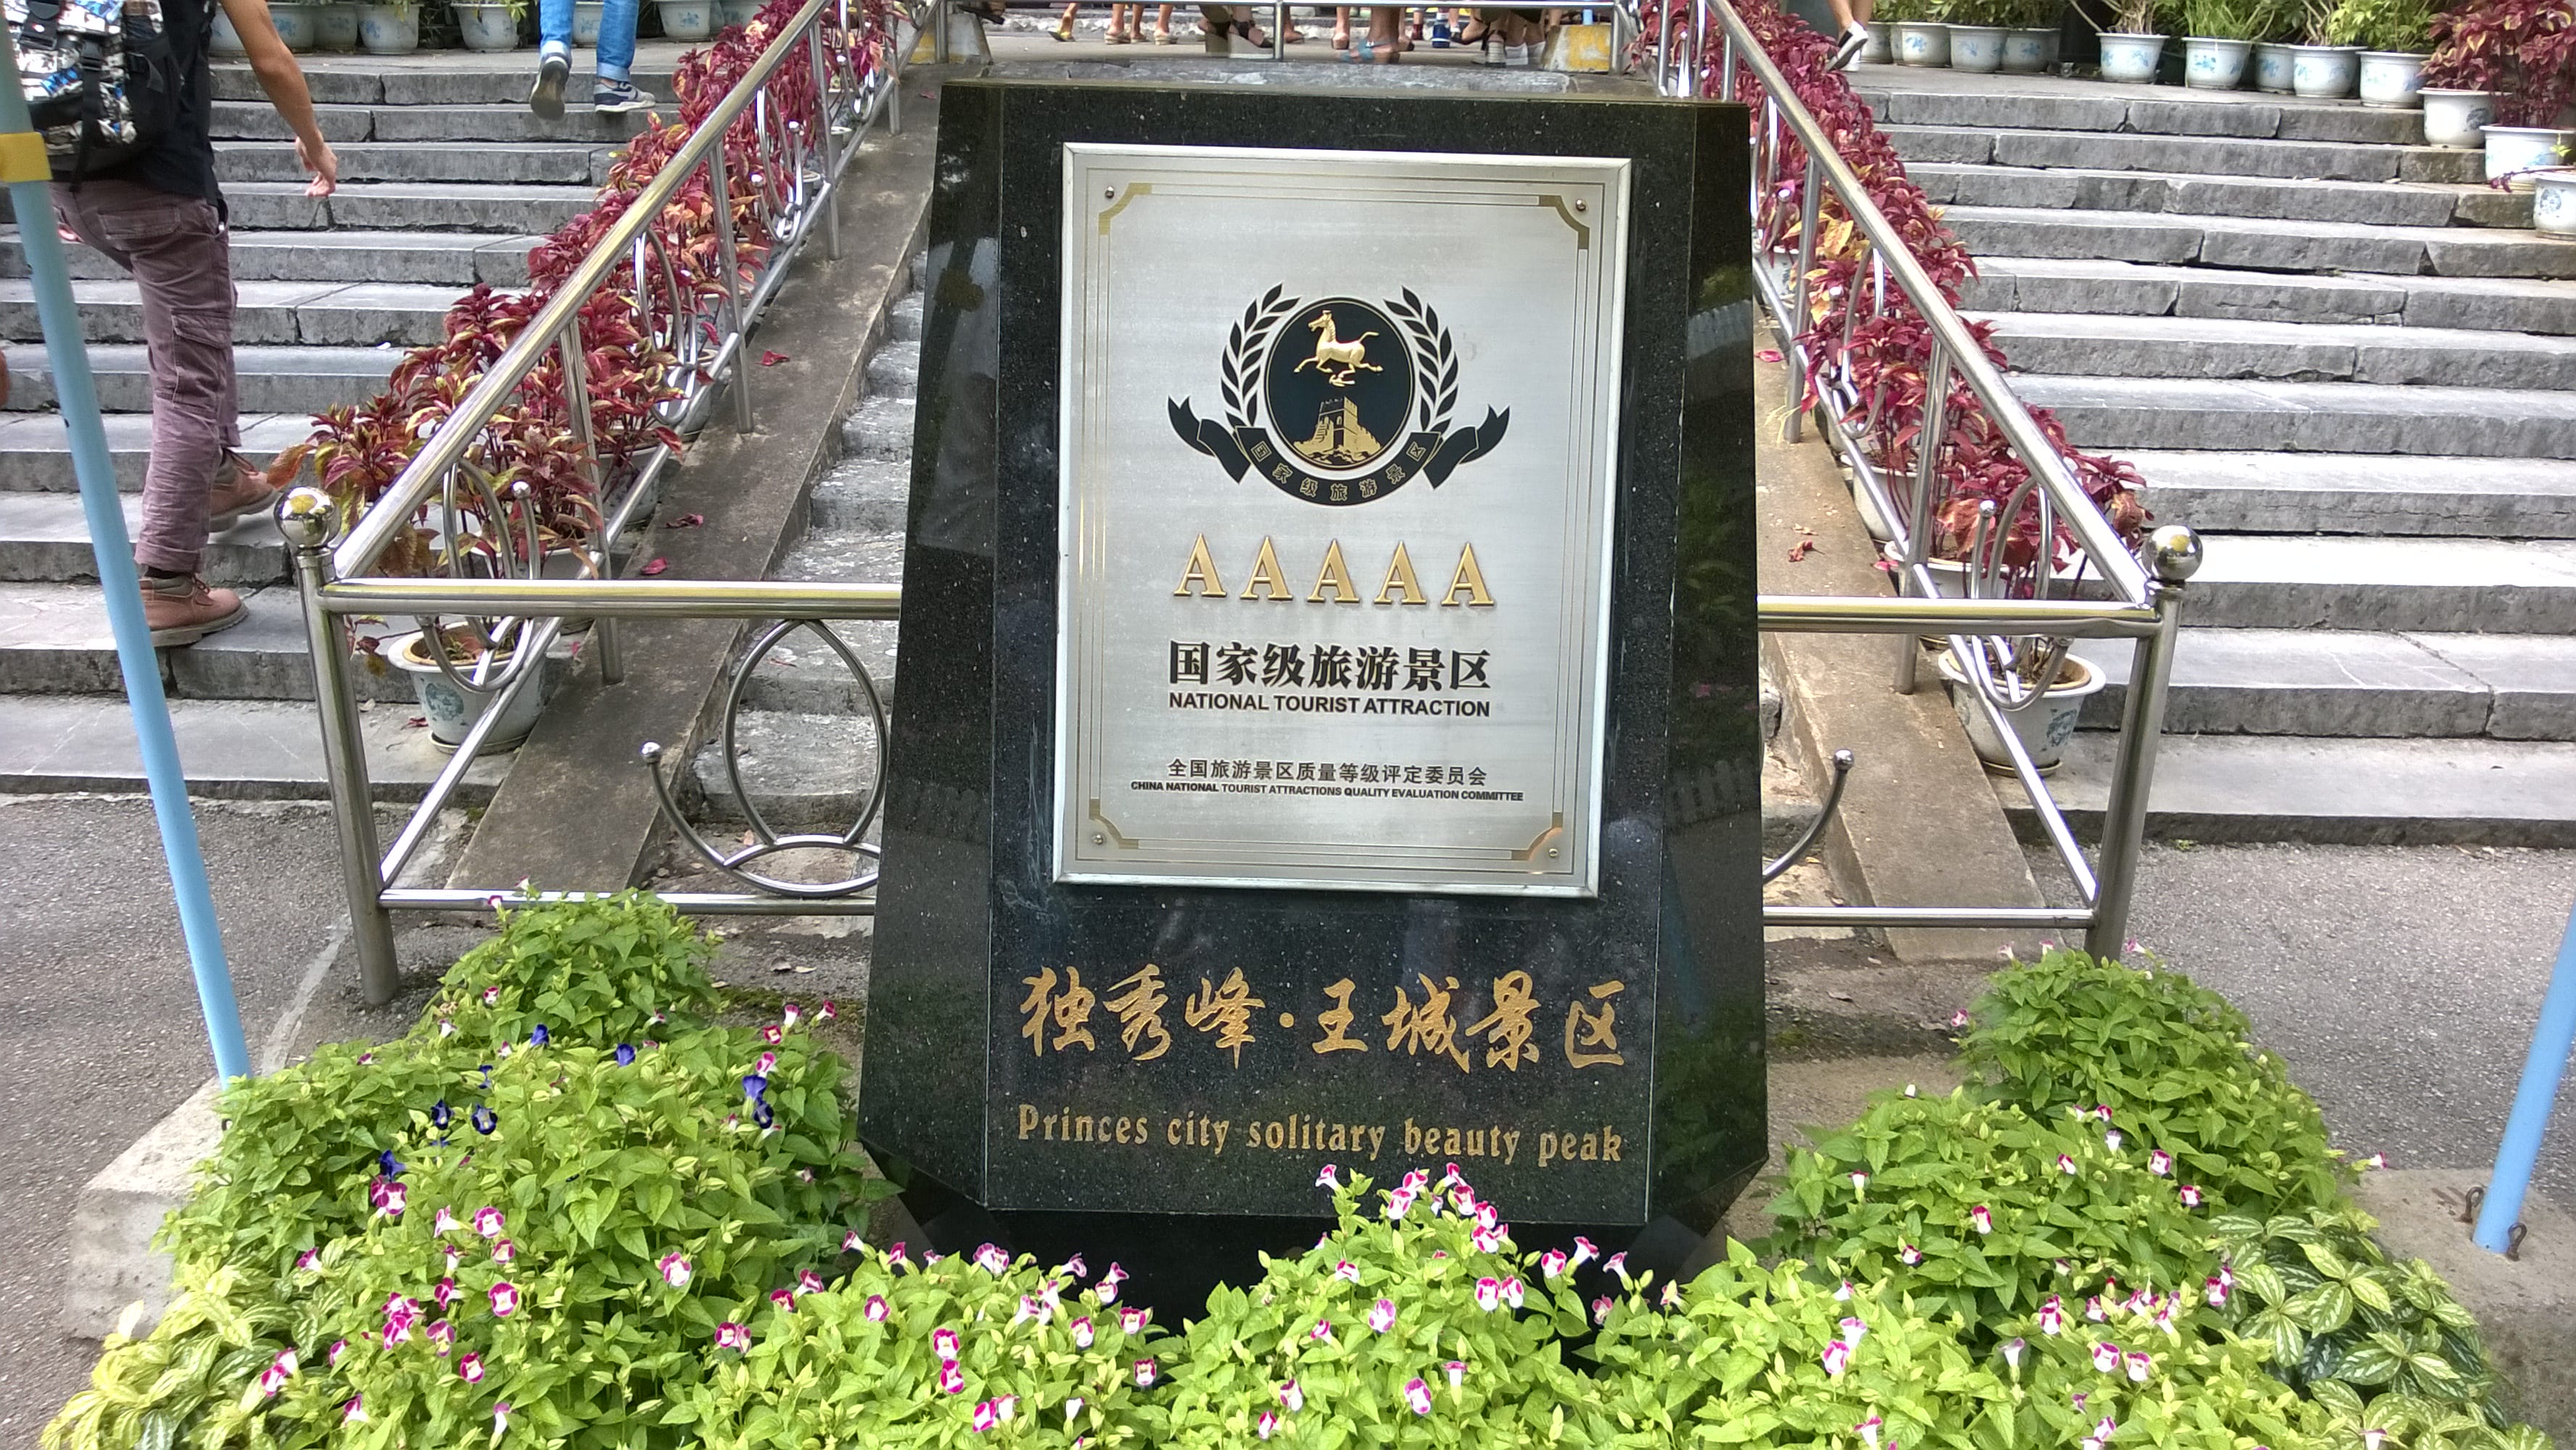 国家级旅游景区
AAAAA
国家级旅游景区
NATIONAL TOURIST ATTRACTION
全国旅游景区质量等级评定委员会
CHINA NATIONAL TOURIST ATTRACTIONS QUALITY EVALUATION COMMITTEE
独秀峰·王城景区
Princes city solitary beauty peak